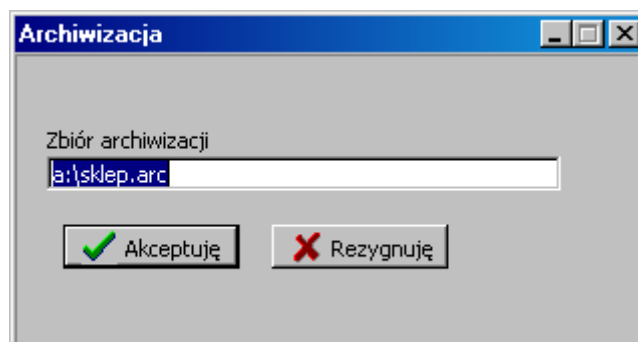 Archiwizacja
Zbiór archiwizacji
a:\sklep.arc
Akceptuję
Rezygnuję